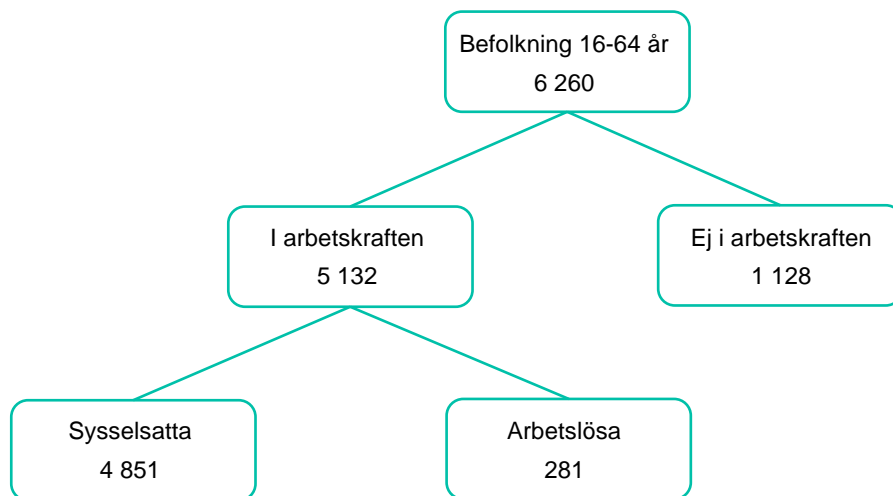 Befolkning 16-64 år
6 260
I arbetskraften
5 132
Ej i arbetskraften
1 128
Sysselsatta
4 851
Arbetslösa
281